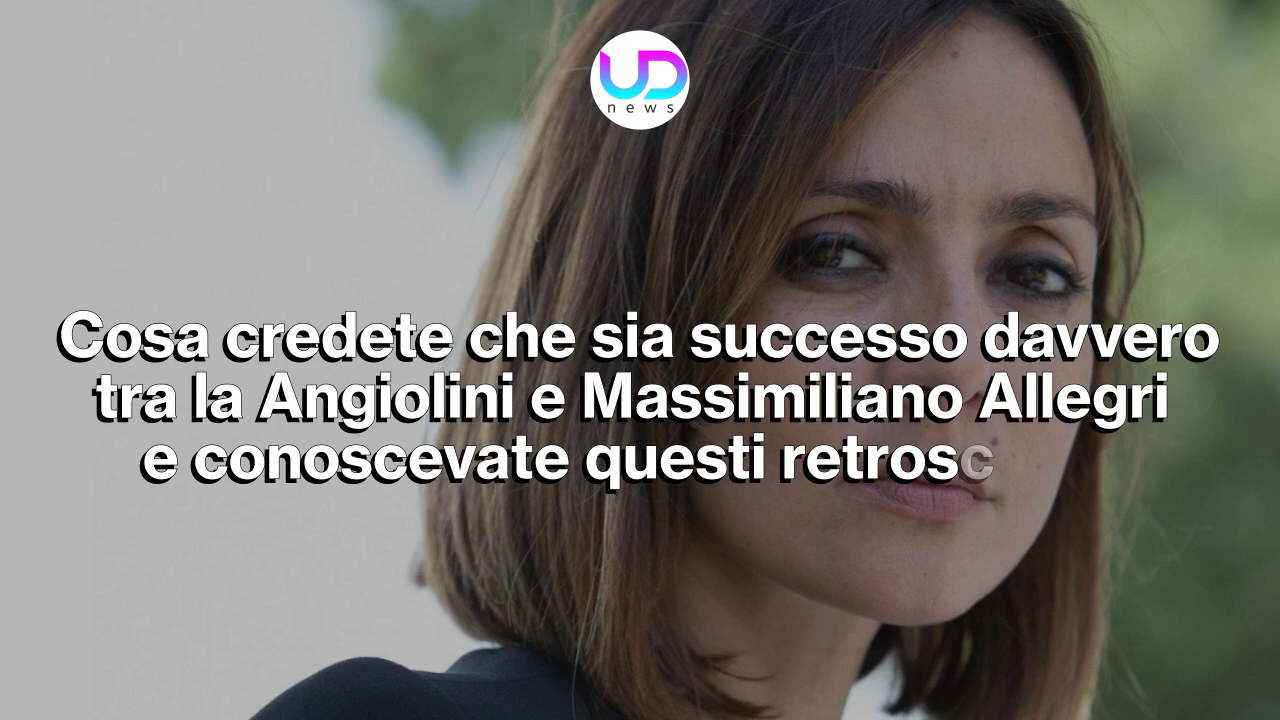 UD
news
Cosa credete che sia successo davvero
tra la Angiolini e Massimiliano Allegri
e conoscevate questi retrosc